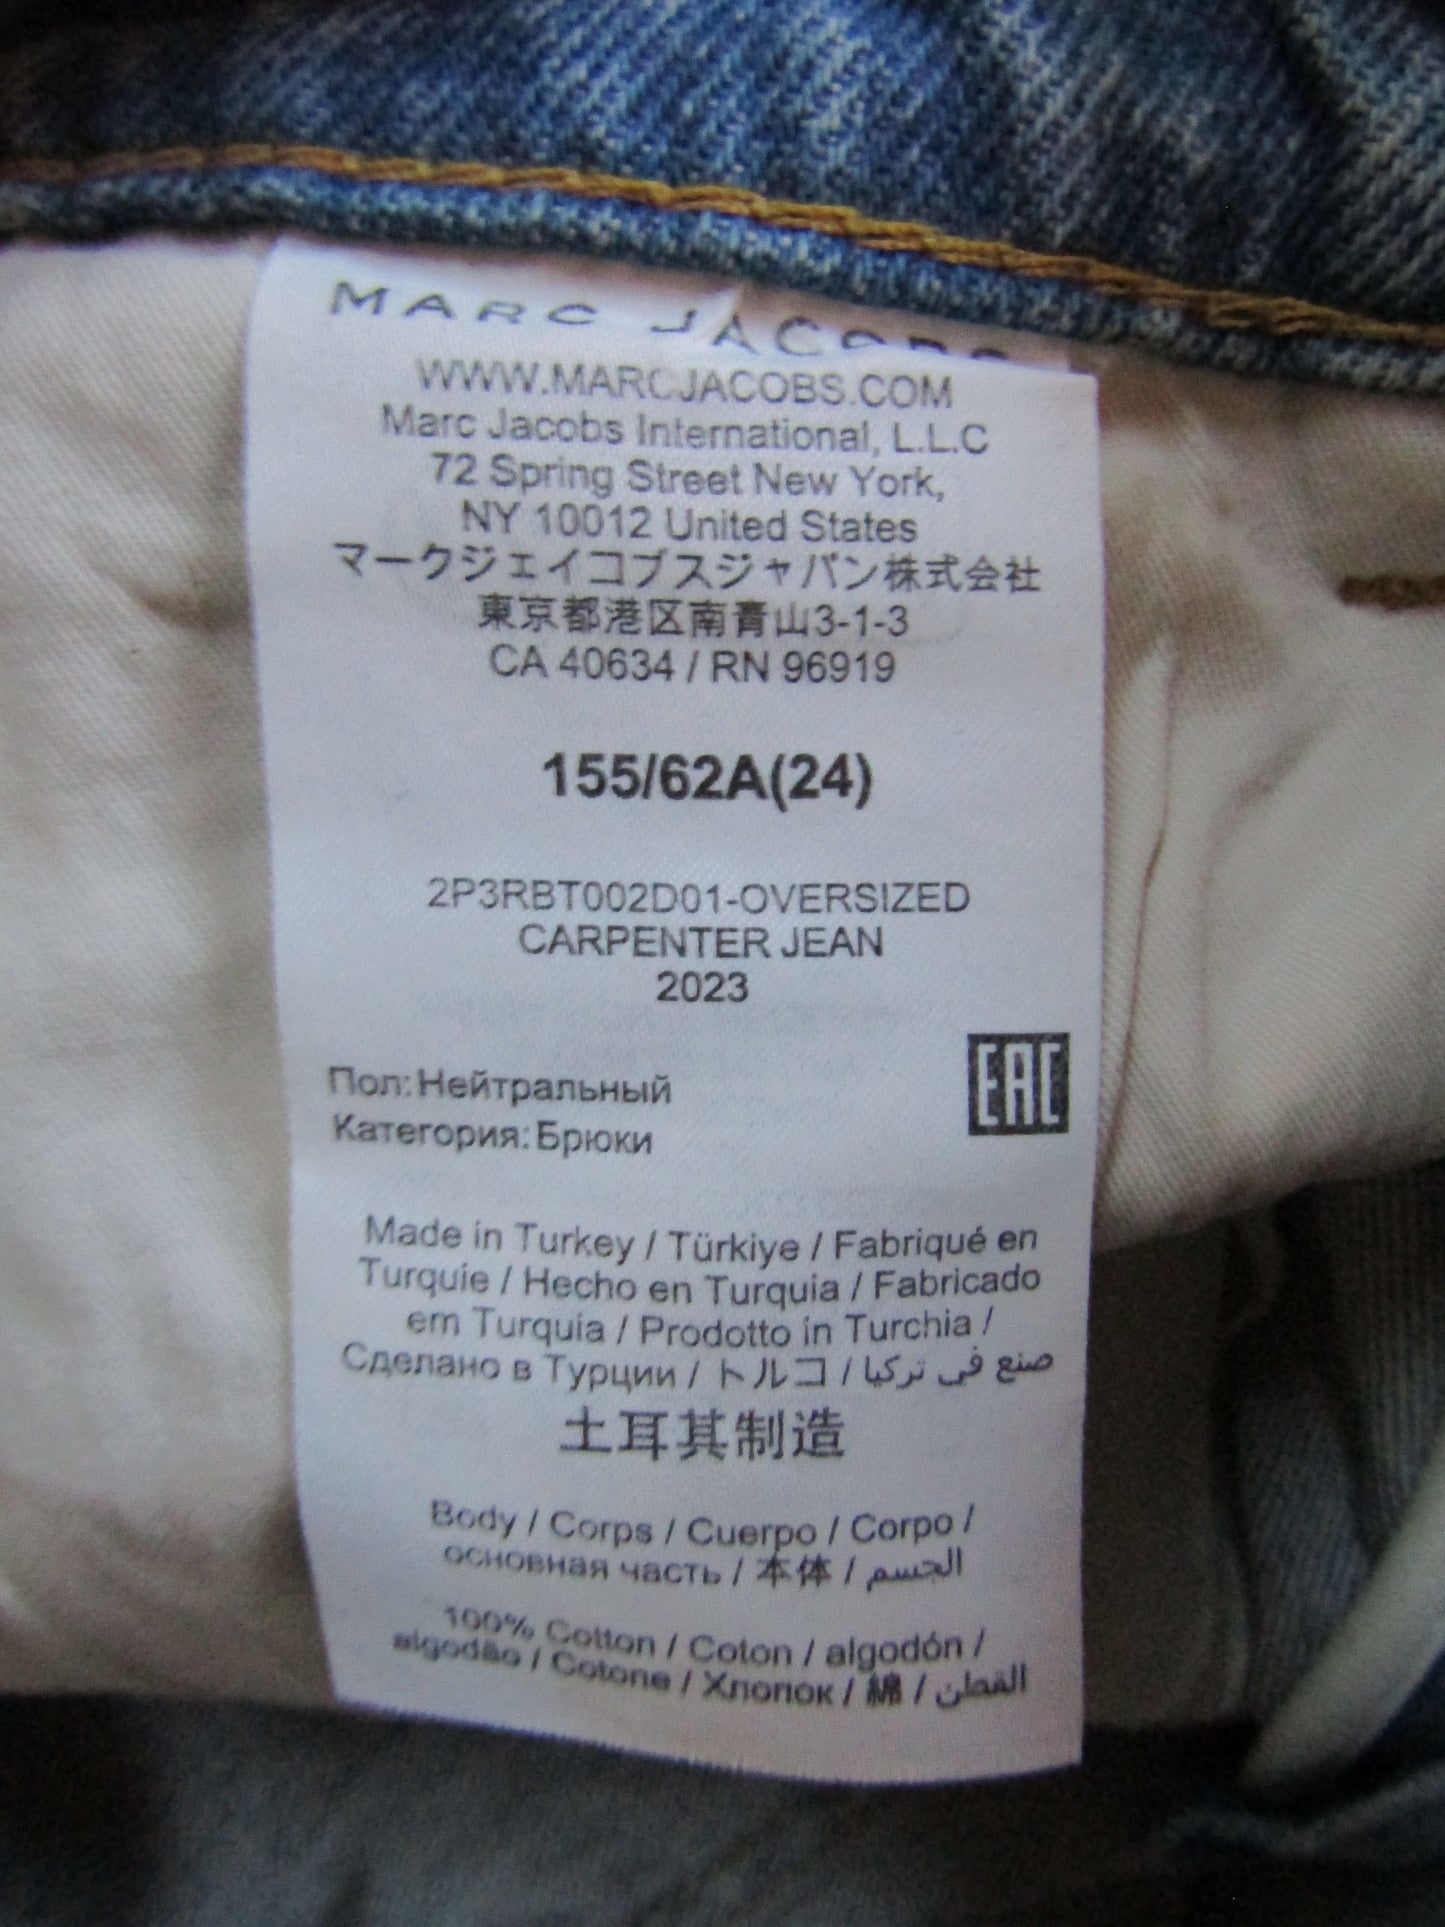 MARC JACOBS
WWW.MARCJACOBS.COM
Marc Jacobs International, L.L.C
72 Spring Street New York,
NY 10012 United States
マークジェイコブスジャパン株式会社
東京都港区南青山3-1-3
CA 40634 / RN 96919
155/62A(24)
2P3RBT002D01-OVERSIZED
CARPENTER JEAN
2023
EAC
Пол:Нейтральный
Категория:Брюки
Made in Turkey / Türkiye / Fabriqué en
Turquie / Hecho en Turquia / Fabricado
em Turquia / Prodotto in Turchia /
Сделано в Турции / トルコ / صنع في تركيا
土耳其制造
Body / Corps / Cuerpo / Corpo /
основная часть / 本体 / الجسم
100% Cotton / Coton / algodón /
algodão / Cotone / Хлопок / 綿 / القطن